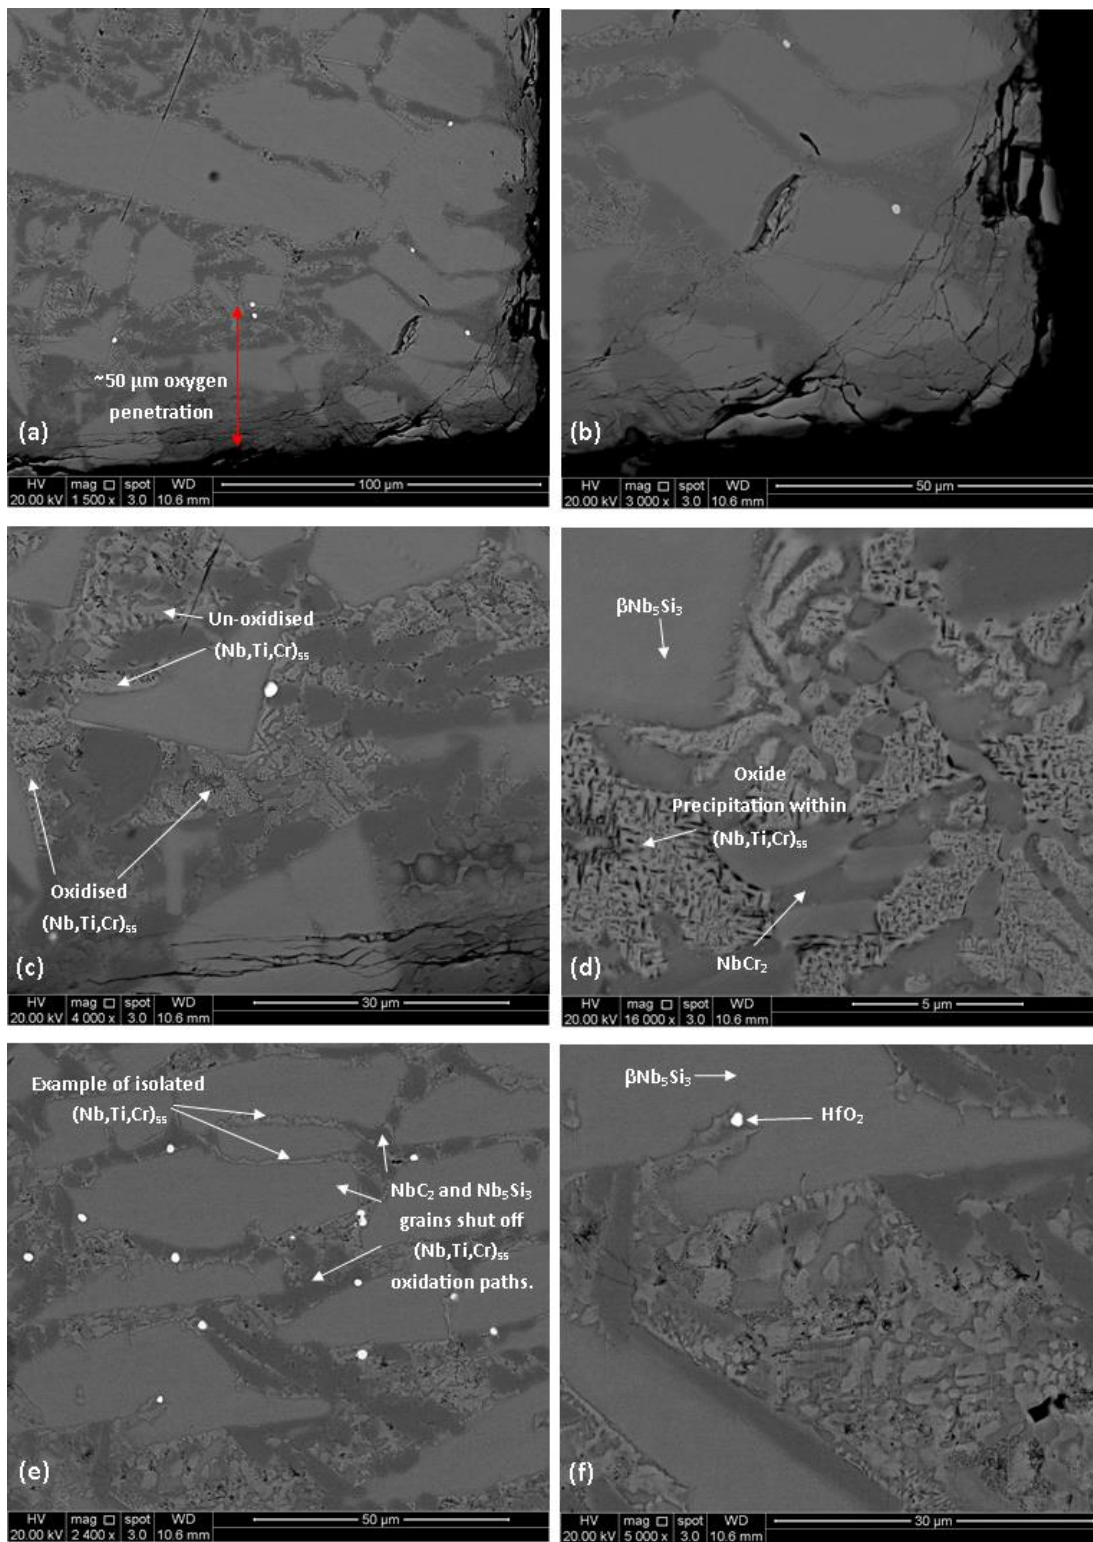 ~50 µm oxygen
penetration
(a)
HV mag □ spot WD
20.00 kV 1 500 x 3.0 10.6 mm
100 µm
(b)
HV mag □ spot WD
20.00 kV 3 000 x 3.0 10.6 mm
50 µm
Un-oxidised
(Nb,Ti,Cr)ss
Oxidised
(Nb,Ti,Cr)ss
(c)
HV mag □ spot WD
20.00 kV 4 000 x 3.0 10.6 mm
30 µm
βNb₅Si₃
Oxide
Precipitation within
(Nb,Ti,Cr)ss
NbCr₂
(d)
HV mag □ spot WD
20.00 kV 16 000 x 3.0 10.6 mm
5 µm
Example of isolated
(Nb,Ti,Cr)ss
NbC₂ and Nb₅Si₃
grains shut off
(Nb,Ti,Cr)ss
oxidation paths.
(e)
HV mag □ spot WD
20.00 kV 2 400 x 3.0 10.6 mm
50 µm
βNb₅Si₃
HfO₂
(f)
HV mag □ spot WD
20.00 kV 5 000 x 3.0 10.6 mm
30 µm